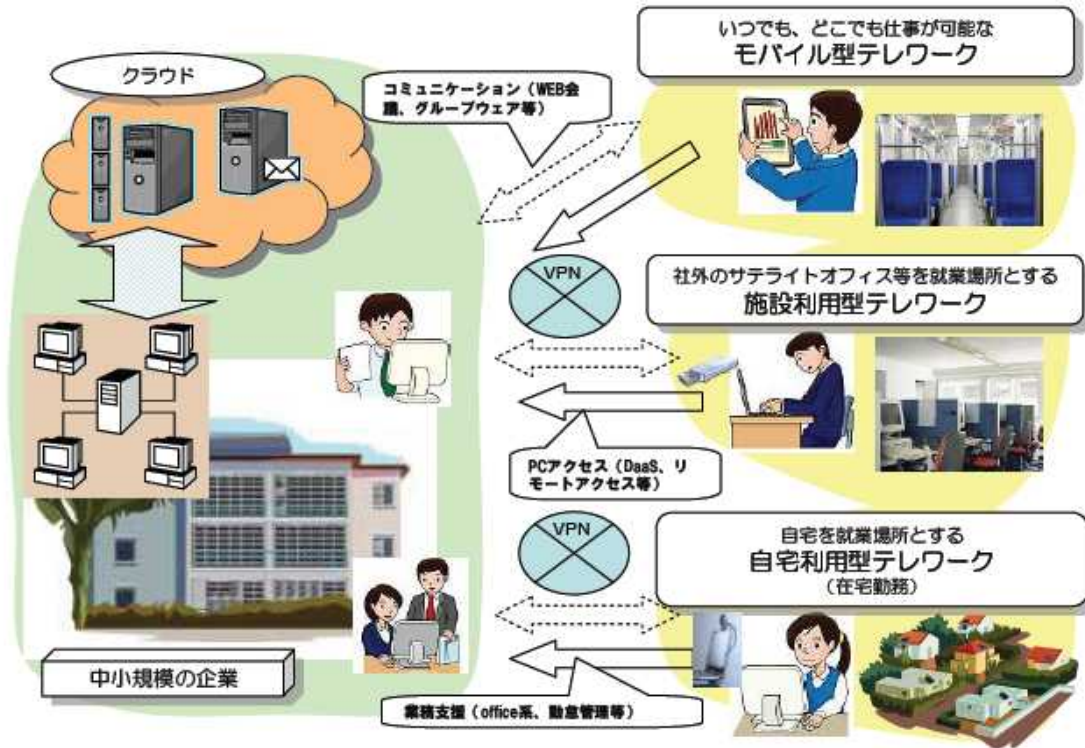 クラウド
コミュニケーション（WEB会
議、グループウェア等）
いつでも、どこでも仕事が可能な
モバイル型テレワーク
VPN
社外のサテライトオフィス等を就業場所とする
施設利用型テレワーク
PCアクセス（DaaS、リ
モートアクセス等）
VPN
自宅を就業場所とする
自宅利用型テレワーク
（在宅勤務）
中小規模の企業
業務支援（office系、勤怠管理等）